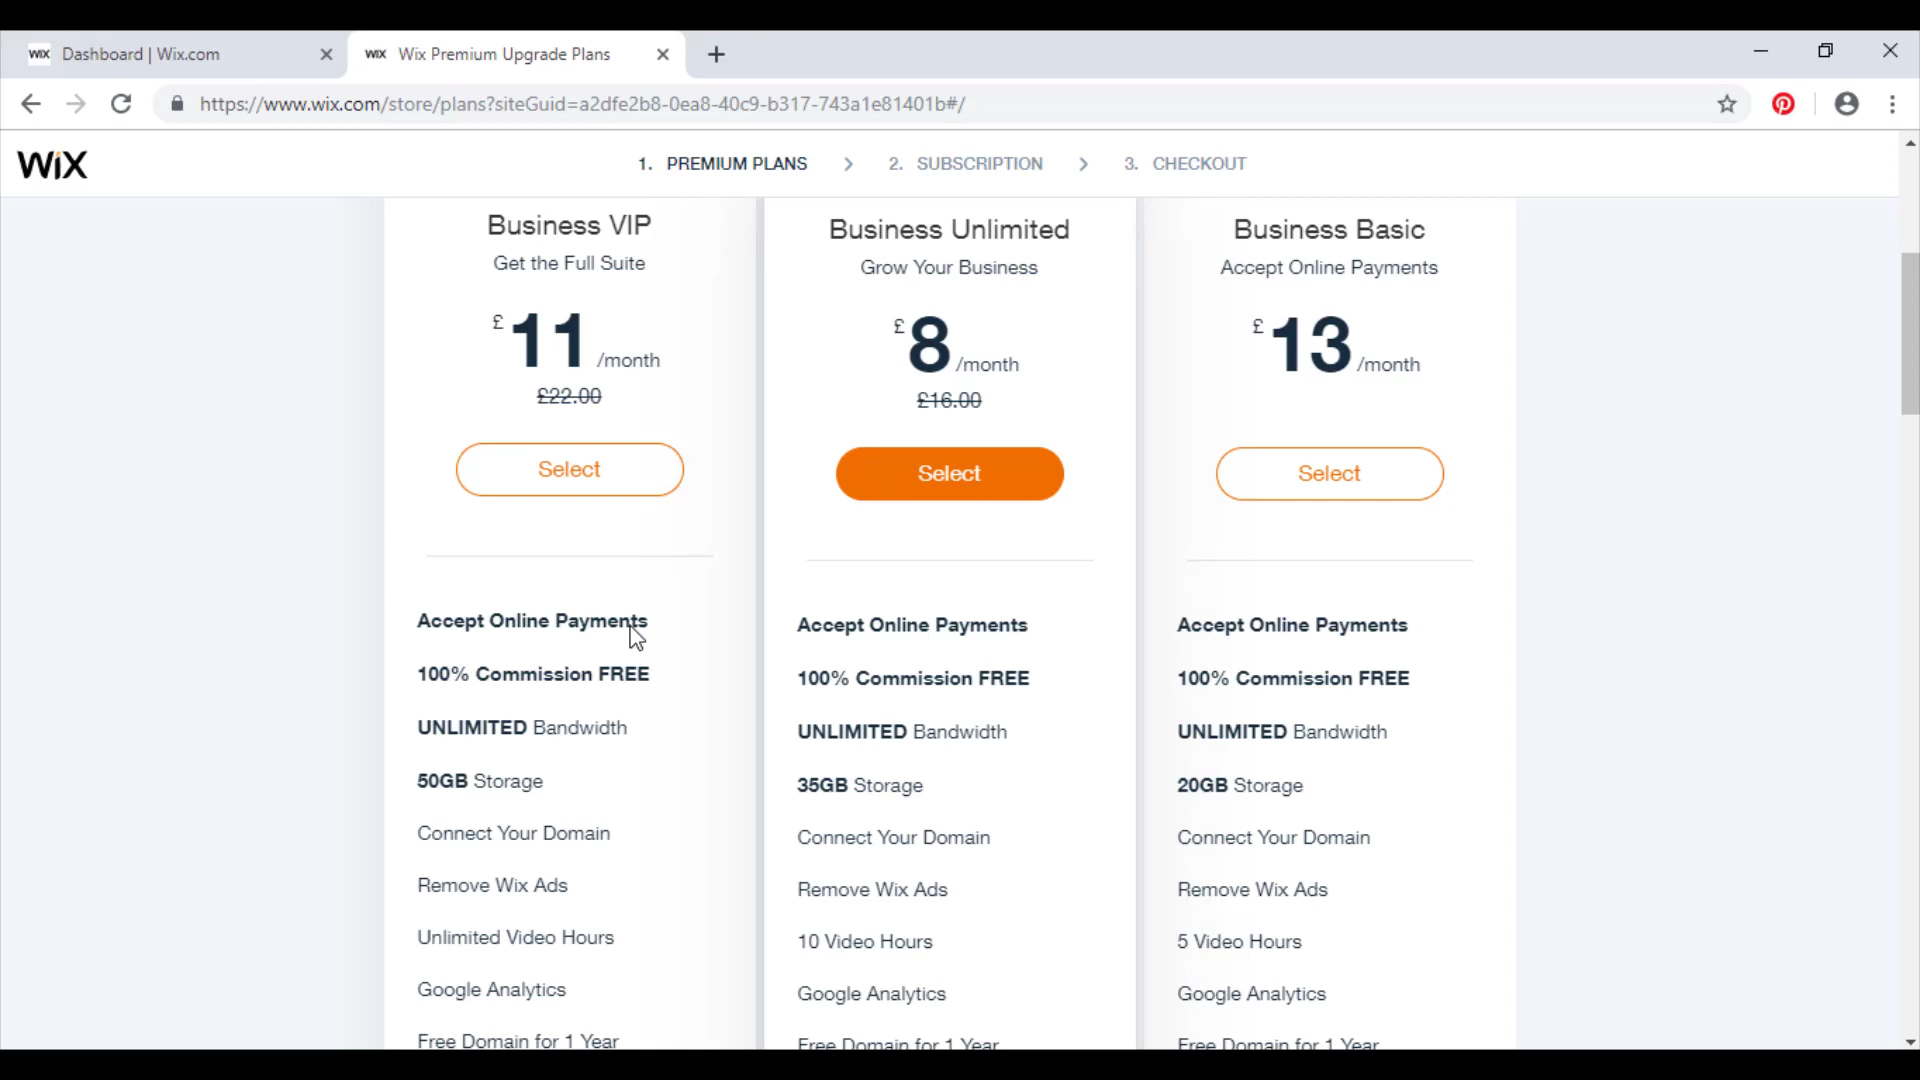 WIX Dashboard | Wix.com
WIX Wix Premium Upgrade Plans
https://www.wix.com/store/plans?siteGuid=a2dfe2b8-0ea8-40c9-b317-743a1e81401b#/
WiX
1. PREMIUM PLANS
2. SUBSCRIPTION
3. CHECKOUT
Business VIP
Get the Full Suite
£11/month
£22.00
Select
Accept Online Payments
100% Commission FREE
UNLIMITED Bandwidth
50GB Storage
Connect Your Domain
Remove Wix Ads
Unlimited Video Hours
Google Analytics
Free Domain for 1 Year
Business Unlimited
Grow Your Business
£8/month
£16.00
Select
Accept Online Payments
100% Commission FREE
UNLIMITED Bandwidth
35GB Storage
Connect Your Domain
Remove Wix Ads
10 Video Hours
Google Analytics
Free Domain for 1 Year
Business Basic
Accept Online Payments
£13/month
Select
Accept Online Payments
100% Commission FREE
UNLIMITED Bandwidth
20GB Storage
Connect Your Domain
Remove Wix Ads
5 Video Hours
Google Analytics
Free Domain for 1 Year